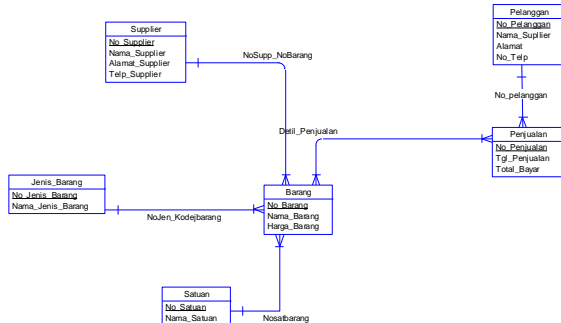 Supplier
No_Supplier
Nama_Supplier
Alamat_Supplier
Telp_Supplier
NoSupp_NoBarang
Pelanggan
No_Pelanggan
Nama_Supllier
Alamat
No_Telp
No_pelanggan
Detil_Penjualan
Penjualan
No_Penjualan
Tgl_Penjualan
Total_Bayar
Jenis_Barang
No_Jenis_Barang
Nama_Jenis_Barang
NoJen_Kodejbarang
Barang
No_Barang
Nama_Barang
Harga_Barang
Satuan
No_Satuan
Nama_Satuan
Nosatbarang